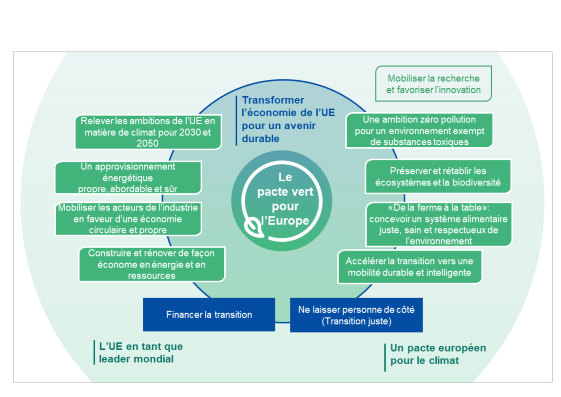 Mobiliser la recherche
et favoriser l'innovation
Transformer
l'économie de l'UE
pour un avenir
durable
Relever les ambitions de l'UE en
matière de climat pour 2030 et
2050
Une ambition zéro pollution
pour un environnement exempt
de substances toxiques
Un approvisionnement
énergétique
propre, abordable et sûr
Préserver et rétablir les
écosystèmes et la biodiversité
Le
pacte vert
pour
l'Europe
Mobiliser les acteurs de l'industrie
en faveur d'une économie
circulaire et propre
«De la ferme à la table»:
concevoir un système alimentaire
juste, sain et respectueux de
l'environnement
Construire et rénover de façon
économe en énergie et en
ressources
Accélérer la transition vers une
mobilité durable et intelligente
Financer la transition
Ne laisser personne de côté
(Transition juste)
L'UE en tant que
leader mondial
Un pacte européen
pour le climat